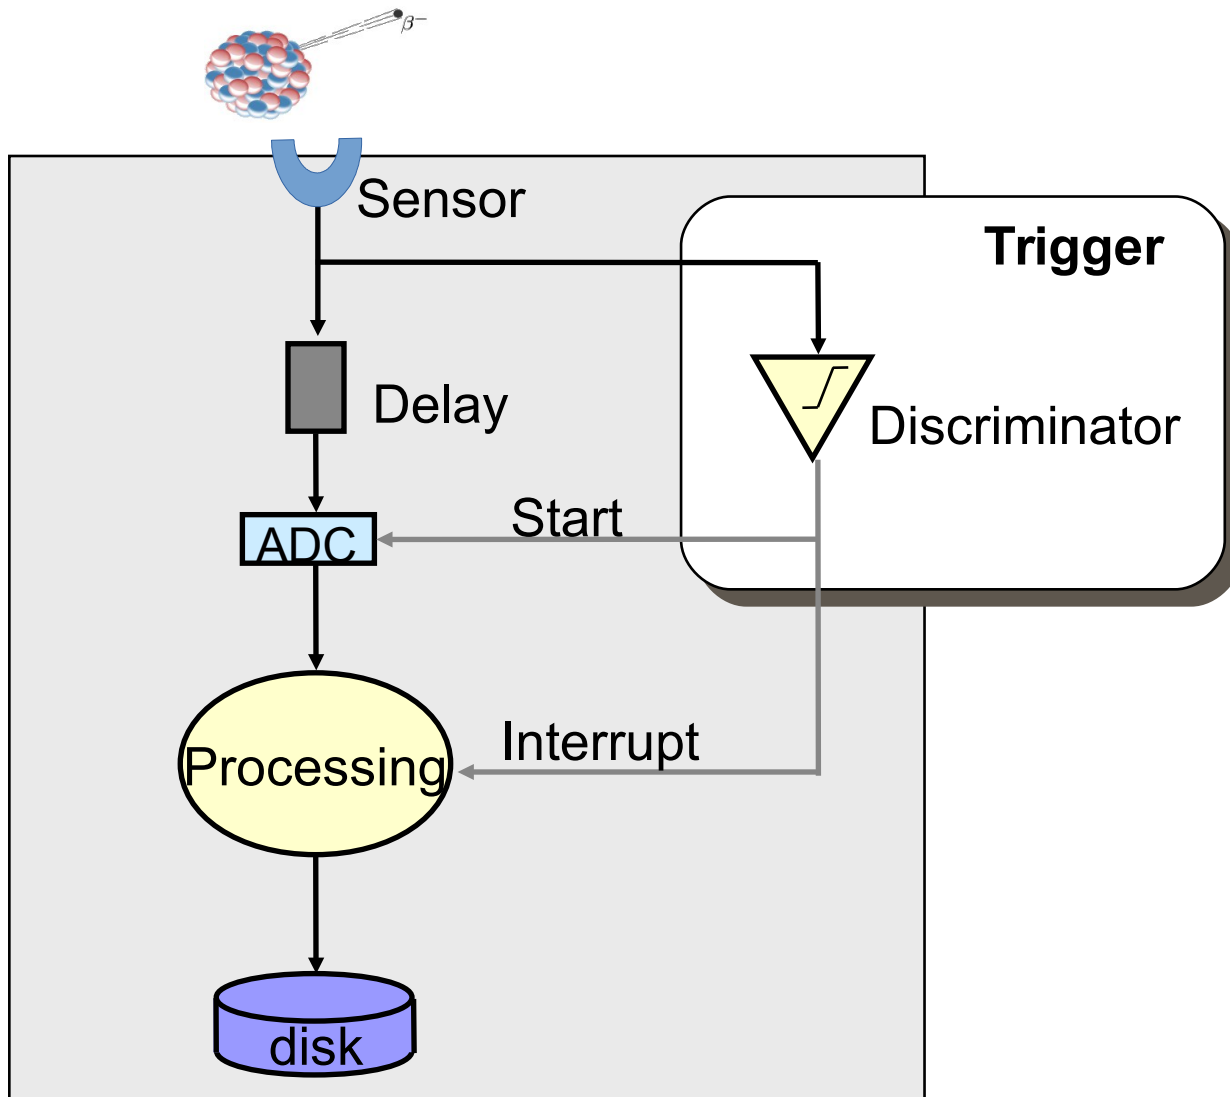 β⁻
Sensor
Trigger
Delay
Discriminator
Start
ADC
Interrupt
Processing
disk